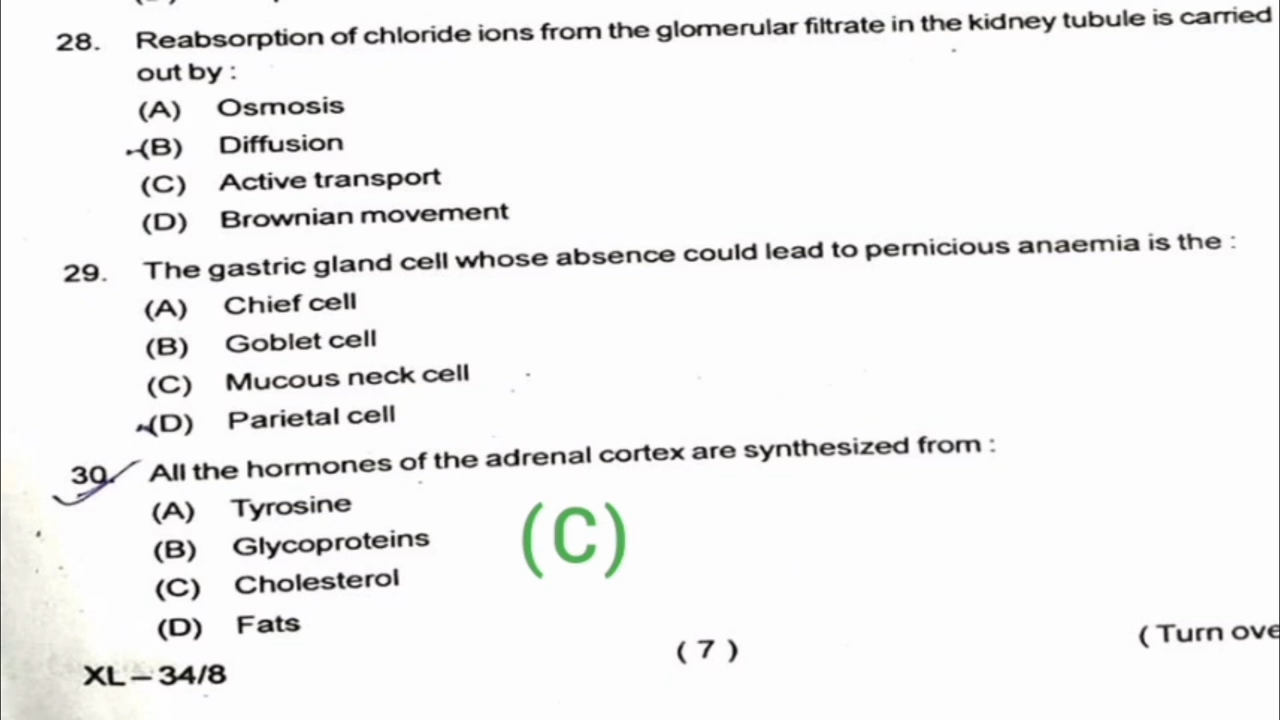 28. Reabsorption of chloride ions from the glomerular filtrate in the kidney tubule is carried
out by :
(A) Osmosis
(B) Diffusion
(C) Active transport
(D) Brownian movement
29. The gastric gland cell whose absence could lead to pernicious anaemia is the :
(A) Chief cell
(B) Goblet cell
(C) Mucous neck cell
(D) Parietal cell
30. All the hormones of the adrenal cortex are synthesized from :
(A) Tyrosine
(B) Glycoproteins
(C)
(C) Cholesterol
(D) Fats
(7)
(Turn ove
XL – 34/8